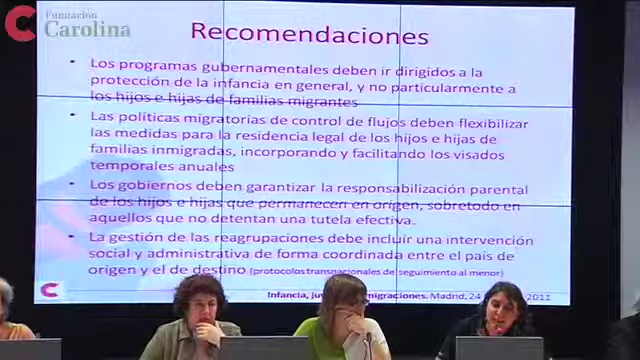 Fundación
Carolina
Recomendaciones
• Los programas gubernamentales deben ir dirigidos a la
protección de la infancia en general, y no particularmente a
los hijos e hijas de familias migrantes
• Las políticas migratorias de control de flujos deben flexibilizar
las medidas para la residencia legal de los hijos e hijas de
familias inmigradas, incorporando y facilitando los visados
temporales anuales
• Los gobiernos deben garantizar la responsabilización parental
de los hijos e hijas que permanecen en origen, sobretodo en
aquellos que no detentan una tutela efectiva.
• La gestión de las reagrupaciones debe incluir una intervención
social y administrativa de forma coordinada entre el país de
origen y el de destino (protocolos transnacionales de seguimiento al menor)
Infancia, migraciones. Madrid, 24 2011